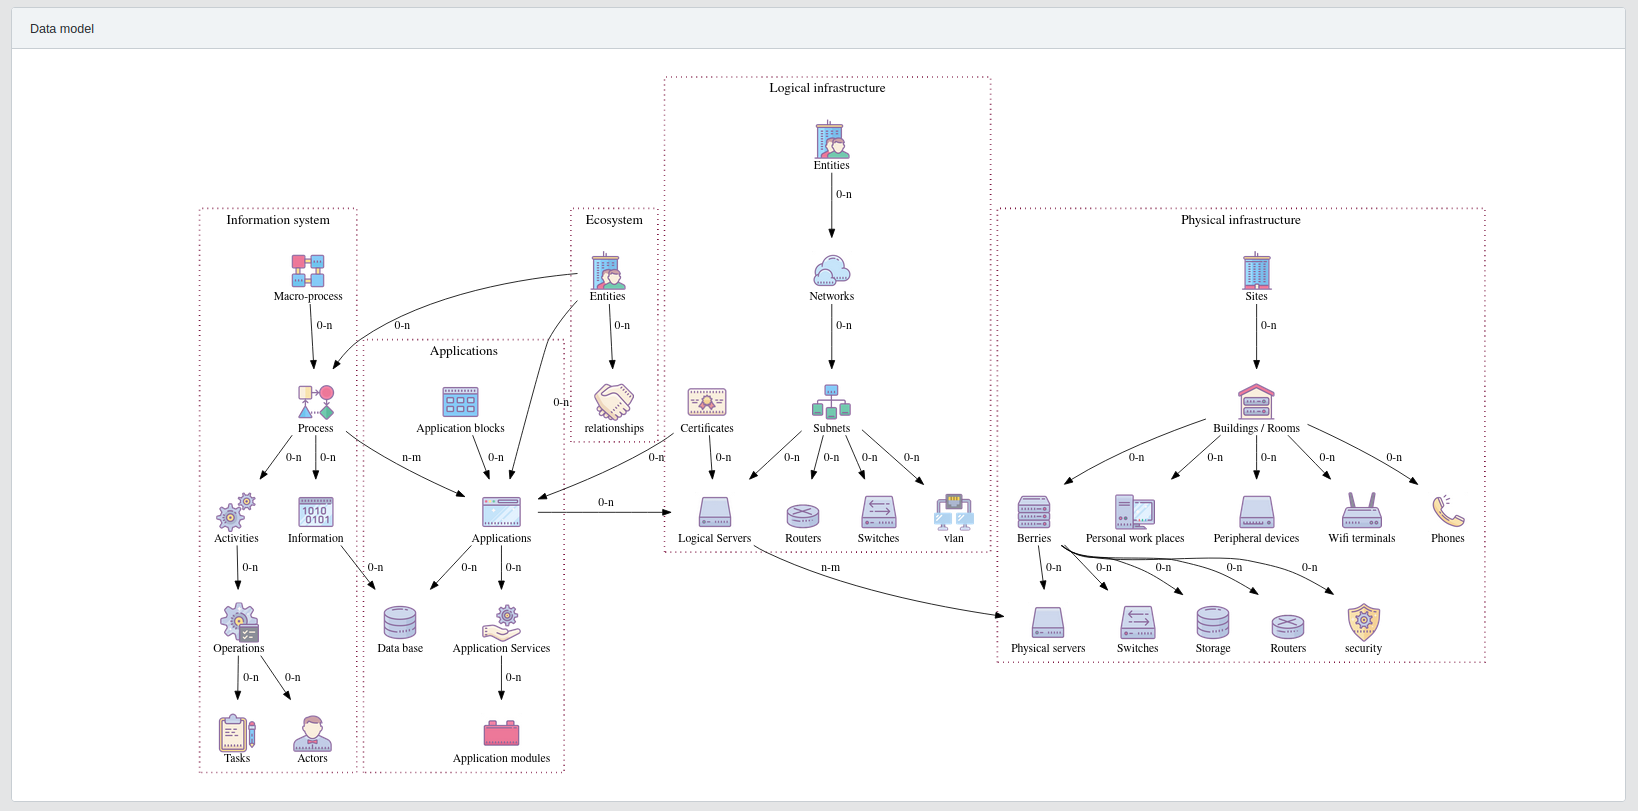 Data model
Logical infrastructure
Entities
0-n
Information system
Ecosystem
Physical infrastructure
Macro-process
Entities
Networks
Sites
0-n
0-n
0-n
0-n
0-n
Applications
Process
Application blocks
relationships
Certificates
Subnets
Buildings / Rooms
0-n
0-n
0-n
n-m
0-n
0-n
0-n
0-n
0-n
0-n
0-n
0-n
0-n
0-n
0-n
0-n
0-n
Activities
Information
Applications
Logical Servers
Routers
Switches
vlan
Berries
Personal work places
Peripheral devices
Wifi terminals
Phones
0-n
0-n
0-n
0-n
n-m
0-n
0-n
0-n
0-n
0-n
Operations
Data base
Application Services
Physical servers
Switches
Storage
Routers
security
0-n
0-n
0-n
Tasks
Actors
Application modules